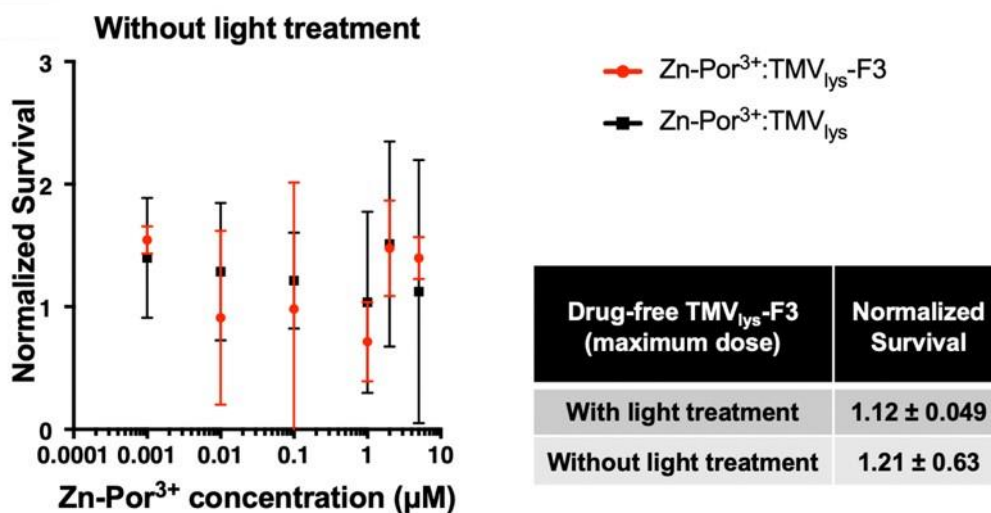 Without light treatment
3
2
1
0
Normalized Survival
0.0001 0.001 0.01 0.1 1 10
Zn-Por³⁺ concentration (µM)
Zn-Por³⁺:TMVlys-F3
Zn-Por³⁺:TMVlys
Drug-free TMVlys-F3 (maximum dose) Normalized Survival
With light treatment 1.12 ± 0.049
Without light treatment 1.21 ± 0.63